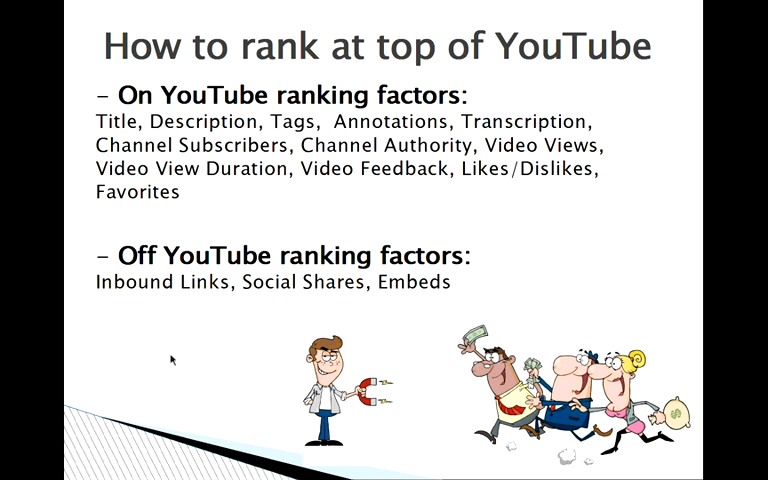 How to rank at top of YouTube
- On YouTube ranking factors:
Title, Description, Tags, Annotations, Transcription,
Channel Subscribers, Channel Authority, Video Views,
Video View Duration, Video Feedback, Likes/Dislikes,
Favorites
- Off YouTube ranking factors:
Inbound Links, Social Shares, Embeds
$